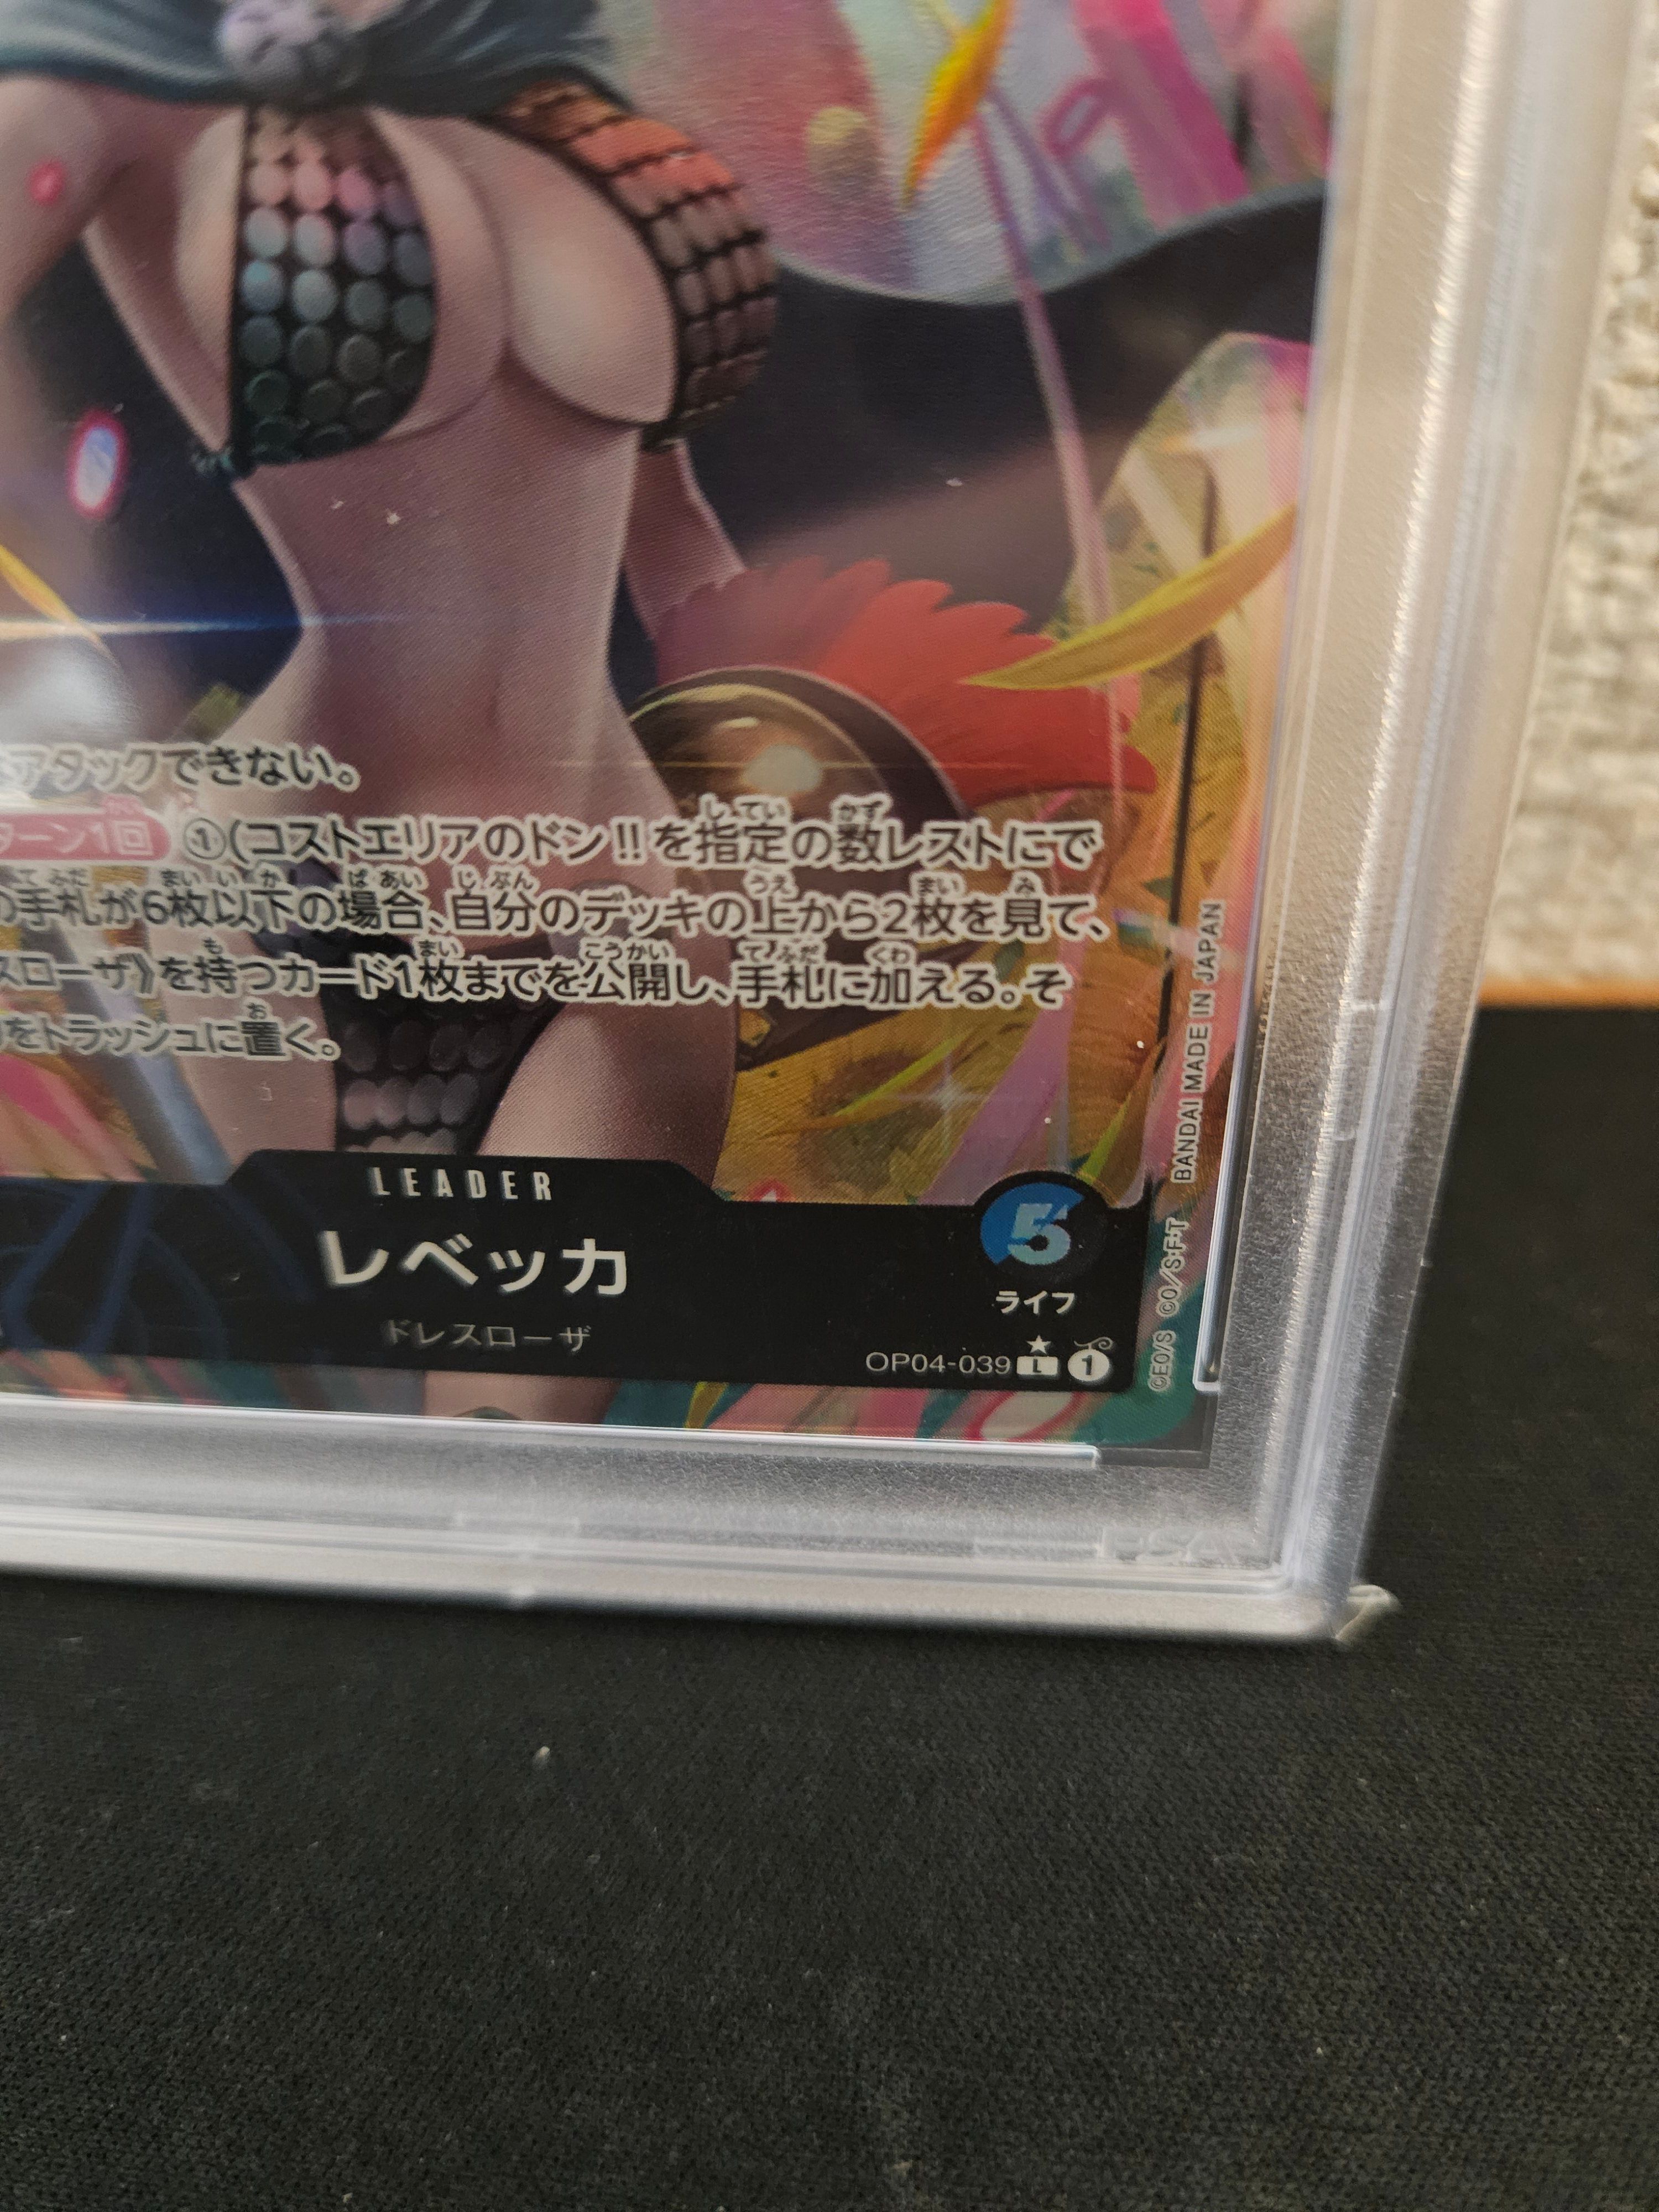 アタックできない。
ターン1回 ①(コストエリアのドン!!を指定の数レストにで
の手札が6枚以下の場合、自分のデッキの上から2枚を見て、
スローザ》を持つカード1枚までを公開し、手札に加える。そ
をトラッシュに置く。
LEADER
レベッカ
ドレスローザ
5
ライフ
OP04-039 L 1
©EO/S ©O/S・F・T BANDAI MADE IN JAPAN
PSA